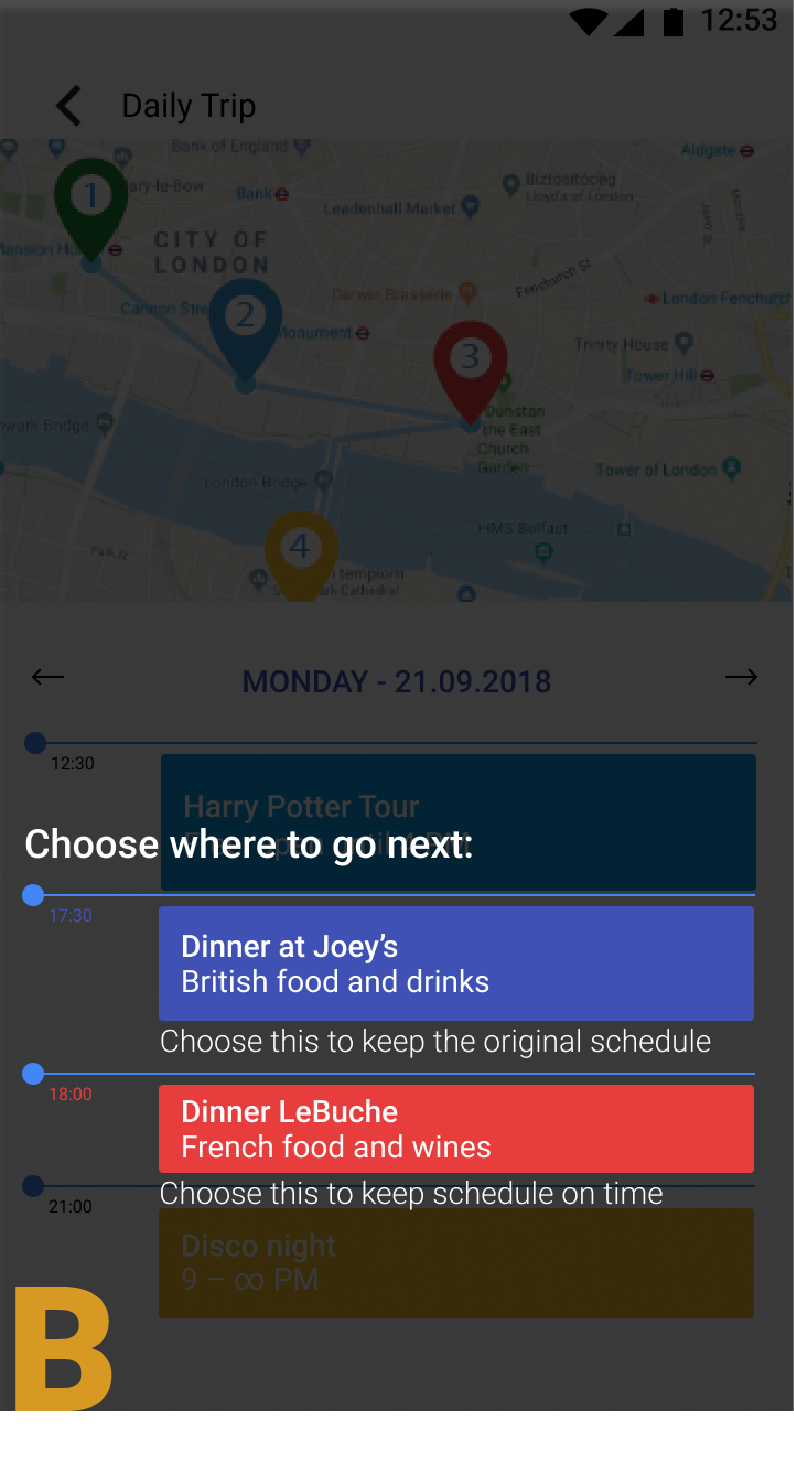 12:53
Daily Trip
Bank of England
Aldgate
1
ary-le-Bow
Bank
Biztosítóceg
Lloyd's of London
Leadenhall Market
Mansion Ho
CITY OF
LONDON
Fenchurch St
Darwin Brasserie
London Fenchurch
Cannon Stre
2
Monument
3
Trinity House
Tower Hill
Dunstan
the East
Church
Garden
wark Bridge
Tower of London
London Bridge
HMS Belfast
4
templom
ark Cathedral
MONDAY - 21.09.2018
12:30
Harry Potter Tour
Choose where to go next:
17:30
Dinner at Joey’s
British food and drinks
Choose this to keep the original schedule
18:00
Dinner LeBuche
French food and wines
Choose this to keep schedule on time
21:00
Disco night
9 – ∞ PM
B